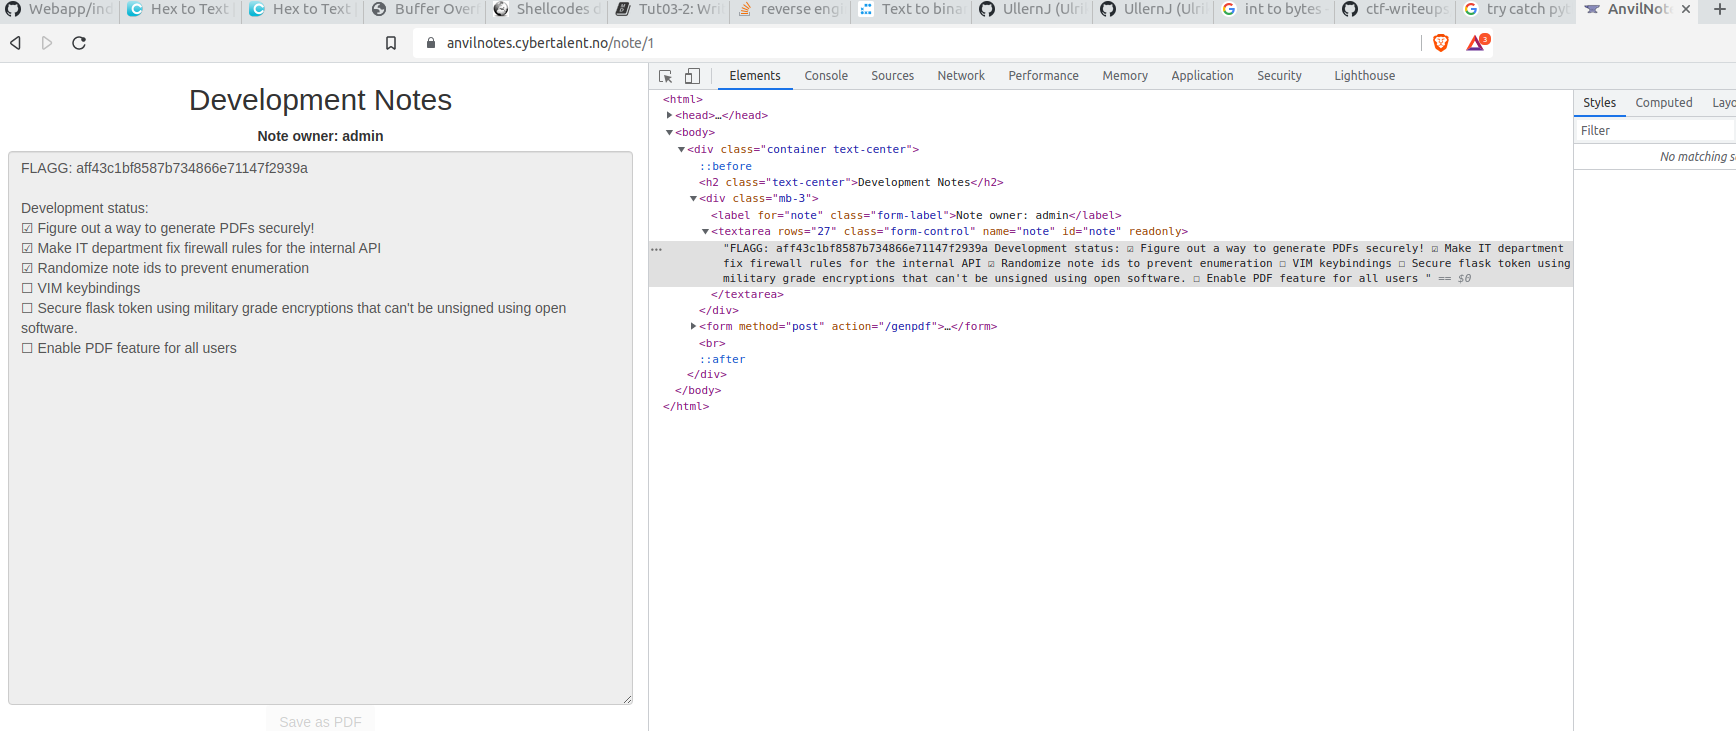 Webapp/ind
Hex to Text
Hex to Text
Buffer Over
Shellcodes d
Tut03-2: Writ
reverse engi
Text to binar
UllernJ (Ulril
UllernJ (Ulril
int to bytes
ctf-writeups
try catch pyt
AnvilNot
anvilnotes.cybertalent.no/note/1
3
Development Notes
Note owner: admin
FLAGG: aff43c1bf8587b734866e71147f2939a
Development status:
☑ Figure out a way to generate PDFs securely!
☑ Make IT department fix firewall rules for the internal API
☑ Randomize note ids to prevent enumeration
☐ VIM keybindings
☐ Secure flask token using military grade encryptions that can't be unsigned using open
software.
☐ Enable PDF feature for all users
Save as PDF
Elements Console Sources Network Performance Memory Application Security Lighthouse
<html>
<head>…</head>
<body>
<div class="container text-center">
::before
<h2 class="text-center">Development Notes</h2>
<div class="mb-3">
<label for="note" class="form-label">Note owner: admin</label>
<textarea rows="27" class="form-control" name="note" id="note" readonly>
"FLAGG: aff43c1bf8587b734866e71147f2939a Development status: ☑ Figure out a way to generate PDFs securely! ☑ Make IT department
fix firewall rules for the internal API ☑ Randomize note ids to prevent enumeration ☐ VIM keybindings ☐ Secure flask token using
military grade encryptions that can't be unsigned using open software. ☐ Enable PDF feature for all users " == $0
</textarea>
</div>
<form method="post" action="/genpdf">…</form>
<br>
::after
</div>
</body>
</html>
Styles Computed Layo
Filter
No matching s